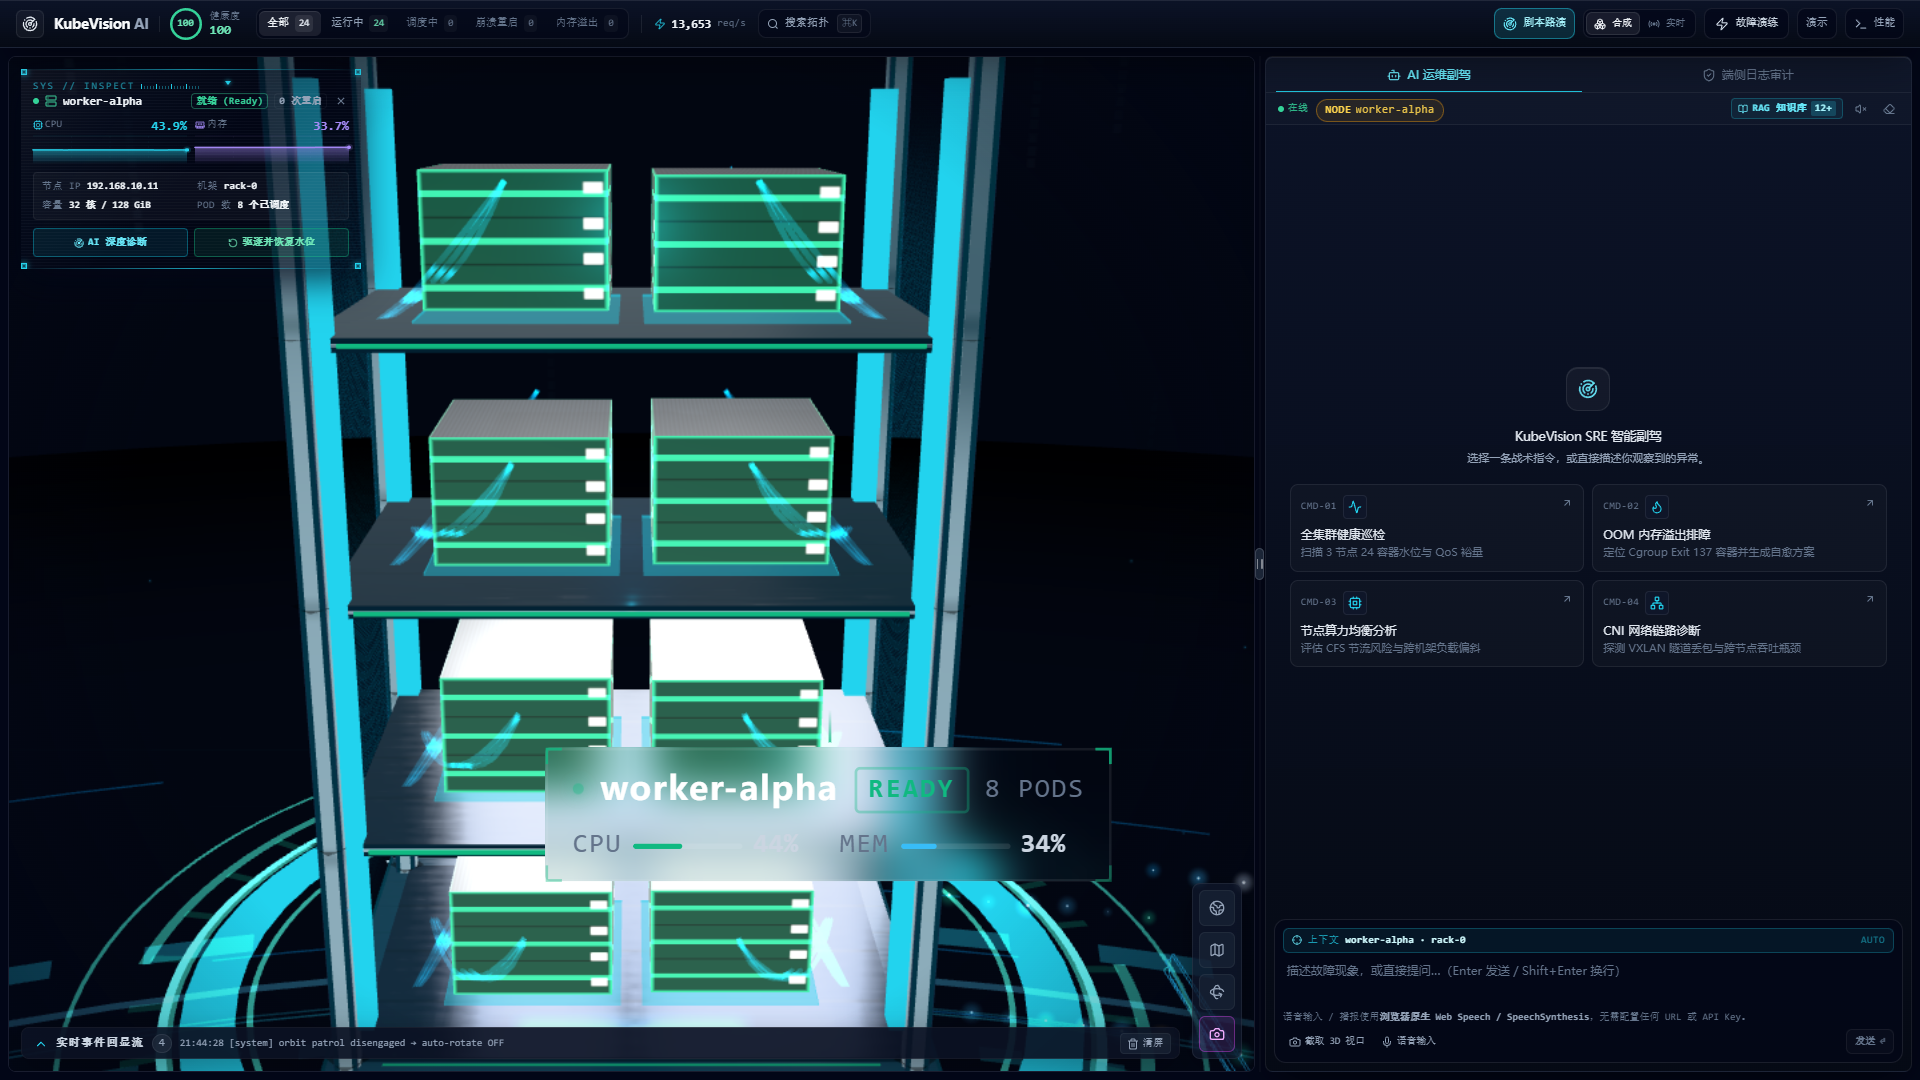 KubeVision AI
100
健康度
100
全部 24
运行中 24
调度中 0
崩溃重启 0
内存溢出 0
13,653 req/s
搜索拓扑 ⌘K
剧本路演
合成
实时
故障演练
演示
性能
SYS // INSPECT
worker-alpha
就绪 (Ready)
0 次重启
CPU 43.9%
内存 33.7%
节点 IP 192.168.10.11
机架 rack-0
容量 32 核 / 128 GiB
POD 数 8 个已调度
AI 深度诊断
驱逐并恢复水位
worker-alpha READY 8 PODS
CPU 44% MEM 34%
实时事件回显流 4 21:44:28 [system] orbit patrol disengaged → auto-rotate OFF
清屏
AI 运维副驾
端侧日志审计
在线
NODE worker-alpha
RAG 知识库 12+
KubeVision SRE 智能副驾
选择一条战术指令，或直接描述你观察到的异常。
CMD-01
全集群健康巡检
扫描 3 节点 24 容器水位与 QoS 裕量
CMD-02
OOM 内存溢出排障
定位 Cgroup Exit 137 容器并生成自愈方案
CMD-03
节点算力均衡分析
评估 CFS 节流风险与跨机架负载偏斜
CMD-04
CNI 网络链路诊断
探测 VXLAN 隧道丢包与跨节点吞吐瓶颈
上下文 worker-alpha · rack-0 AUTO
描述故障现象，或直接提问... (Enter 发送 / Shift+Enter 换行)
语音输入 / 播报使用浏览器原生 Web Speech / SpeechSynthesis，无需配置任何 URL 或 API Key。
截取 3D 视口
语音输入
发送